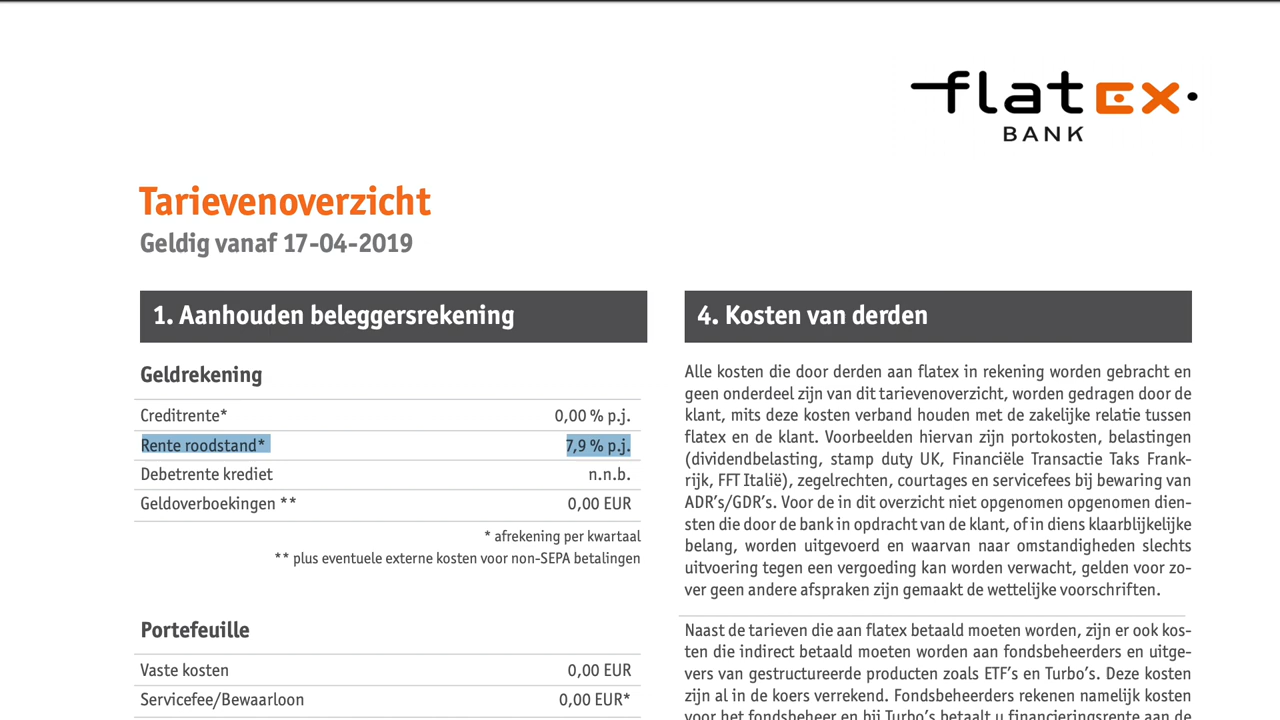 flatex
BANK
Tarievenoverzicht
Geldig vanaf 17-04-2019
1. Aanhouden beleggersrekening
Geldrekening
Creditrente* 0,00 % p.j.
Rente roodstand* 7,9 % p.j.
Debetrente krediet n.n.b.
Geldoverboekingen ** 0,00 EUR
* afrekening per kwartaal
** plus eventuele externe kosten voor non-SEPA betalingen
Portefeuille
Vaste kosten 0,00 EUR
Servicefee/Bewaarloon 0,00 EUR*
4. Kosten van derden
Alle kosten die door derden aan flatex in rekening worden gebracht en
geen onderdeel zijn van dit tarievenoverzicht, worden gedragen door de
klant, mits deze kosten verband houden met de zakelijke relatie tussen
flatex en de klant. Voorbeelden hiervan zijn portokosten, belastingen
(dividendbelasting, stamp duty UK, Financiële Transactie Taks Frank-
rijk, FFT Italië), zegelrechten, courtages en servicefees bij bewaring van
ADR's/GDR's. Voor de in dit overzicht niet opgenomen opgenomen dien-
sten die door de bank in opdracht van de klant, of in diens klaarblijkelijke
belang, worden uitgevoerd en waarvan naar omstandigheden slechts
uitvoering tegen een vergoeding kan worden verwacht, gelden voor zo-
ver geen andere afspraken zijn gemaakt de wettelijke voorschriften.
Naast de tarieven die aan flatex betaald moeten worden, zijn er ook kos-
ten die indirect betaald moeten worden aan fondsbeheerders en uitge-
vers van gestructureerde producten zoals ETF's en Turbo's. Deze kosten
zijn al in de koers verrekend. Fondsbeheerders rekenen namelijk kosten
voor het fondsbeheer en bij Turbo's betaalt u financieringsrente aan de